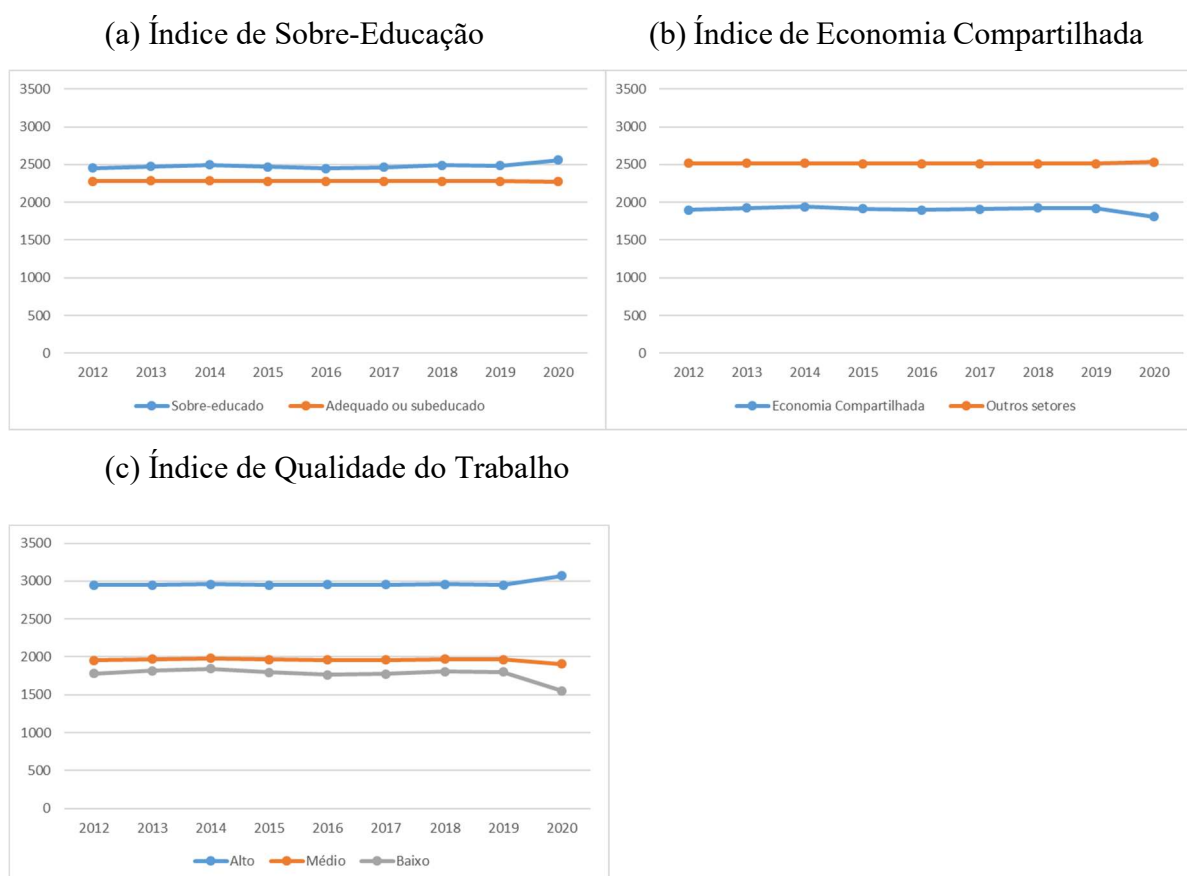 (a) Índice de Sobre-Educação
(b) Índice de Economia Compartilhada
3500
3000
2500
2000
1500
1000
500
0
2012 2013 2014 2015 2016 2017 2018 2019 2020
Sobre-educado Adequado ou subeducado
3500
3000
2500
2000
1500
1000
500
0
2012 2013 2014 2015 2016 2017 2018 2019 2020
Economia Compartilhada Outros setores
(c) Índice de Qualidade do Trabalho
3500
3000
2500
2000
1500
1000
500
0
2012 2013 2014 2015 2016 2017 2018 2019 2020
Alto Médio Baixo